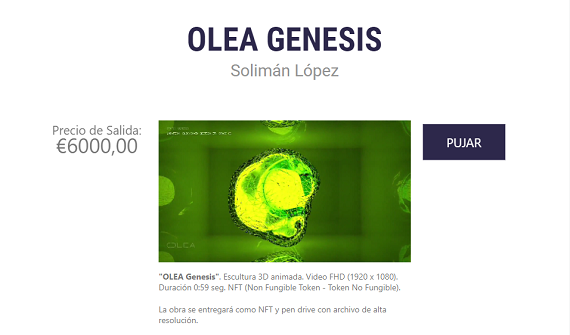 OLEA GENESIS
Solimán López
Precio de Salida:
€6000,00
PUJAR
OLEA
"OLEA Genesis". Escultura 3D animada. Video FHD (1920 x 1080).
Duración 0:59 seg. NFT (Non Fungible Token - Token No Fungible).
La obra se entregará como NFT y pen drive con archivo de alta
resolución.